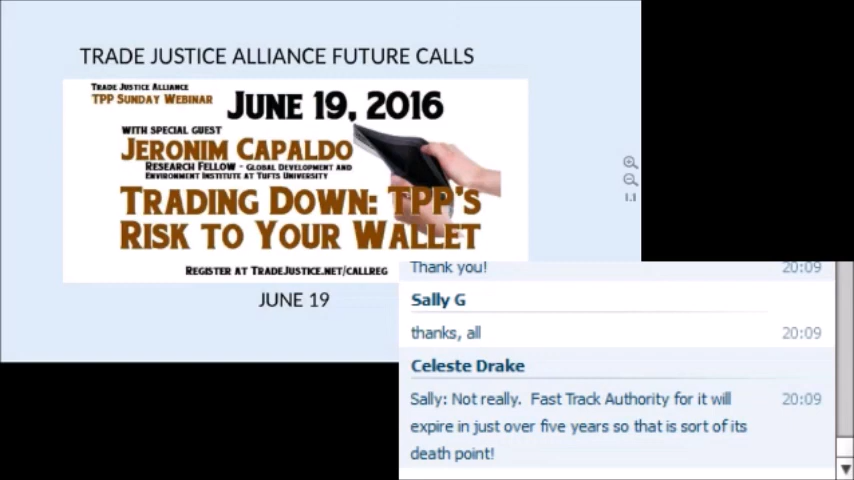 TRADE JUSTICE ALLIANCE FUTURE CALLS
TRADE JUSTICE ALLIANCE
TPP SUNDAY WEBINAR
JUNE 19, 2016
WITH SPECIAL GUEST
JERONIM CAPALDO
RESEARCH FELLOW - GLOBAL DEVELOPMENT AND
ENVIRONMENT INSTITUTE AT TUFTS UNIVERSITY
TRADING DOWN: TPP'S
RISK TO YOUR WALLET
REGISTER AT TRADEJUSTICE.NET/CALLREG
JUNE 19
1:1
Thank you! 20:09
Sally G
thanks, all 20:09
Celeste Drake
Sally: Not really. Fast Track Authority for it will 20:09
expire in just over five years so that is sort of its
death point!